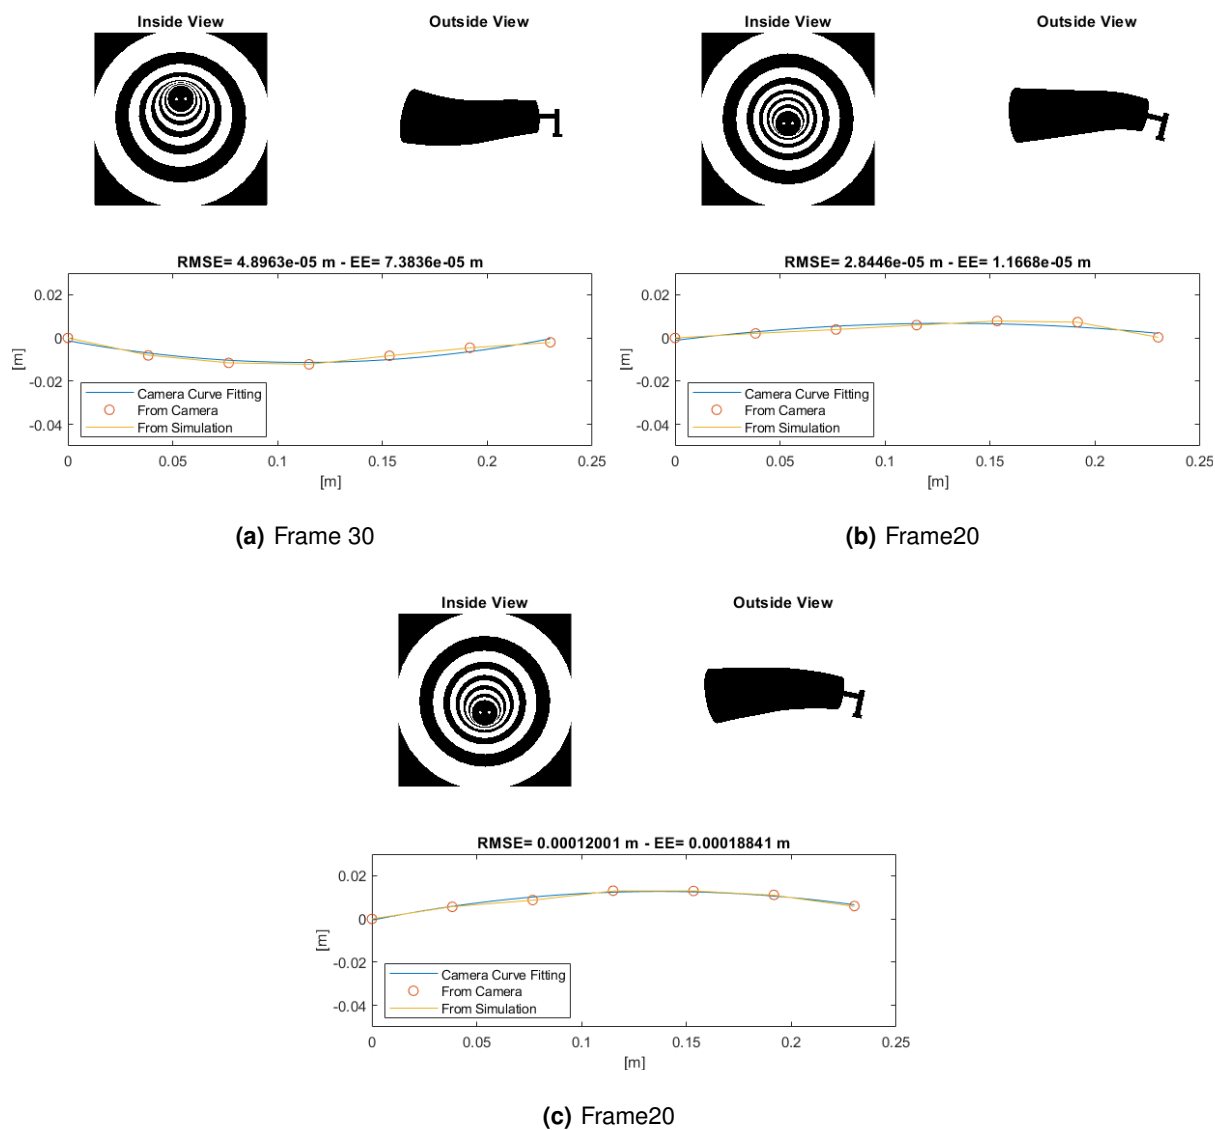 Inside View
Outside View
RMSE= 4.8963e-05 m - EE= 7.3836e-05 m
0.02
0
-0.02
-0.04
[m]
Camera Curve Fitting
From Camera
From Simulation
0 0.05 0.1 0.15 0.2 0.25
[m]
(a) Frame 30
Inside View
Outside View
RMSE= 2.8446e-05 m - EE= 1.1668e-05 m
0.02
0
-0.02
-0.04
[m]
Camera Curve Fitting
From Camera
From Simulation
0 0.05 0.1 0.15 0.2 0.25
[m]
(b) Frame20
Inside View
Outside View
RMSE= 0.00012001 m - EE= 0.00018841 m
0.02
0
-0.02
-0.04
[m]
Camera Curve Fitting
From Camera
From Simulation
0 0.05 0.1 0.15 0.2 0.25
[m]
(c) Frame20